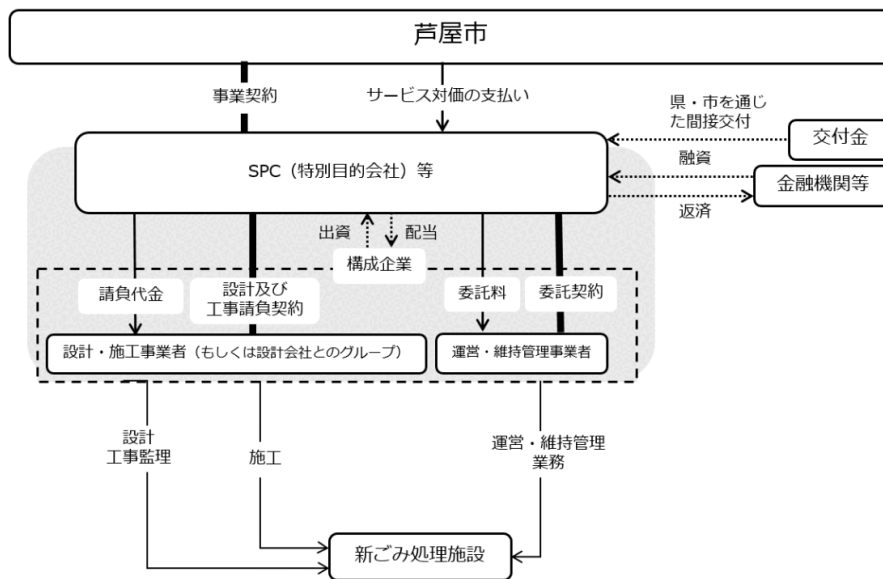 芦屋市
事業契約
サービス対価の支払い
県・市を通じ
た間接交付
交付金
SPC（特別目的会社）等
融資
金融機関等
返済
出資
配当
構成企業
請負代金
設計及び
工事請負契約
委託料
委託契約
設計・施工事業者（もしくは設計会社とのグループ）
運営・維持管理事業者
設計
工事監理
施工
運営・維持管理
業務
新ごみ処理施設